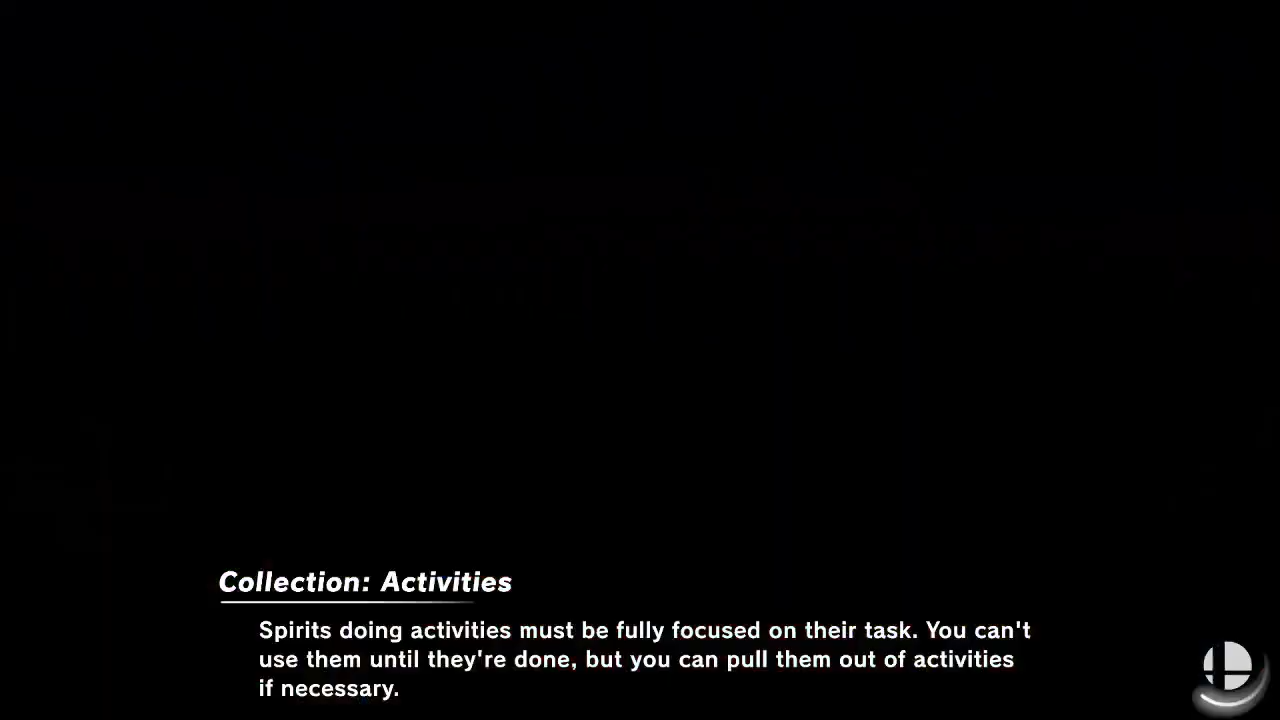 Collection: Activities
Spirits doing activities must be fully focused on their task. You can't
use them until they're done, but you can pull them out of activities
if necessary.